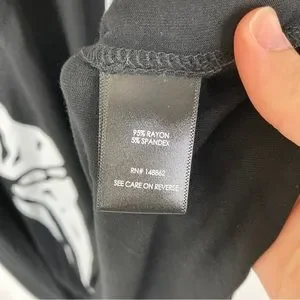 95% RAYON
5% SPANDEX
RN# 148862
SEE CARE ON REVERSE